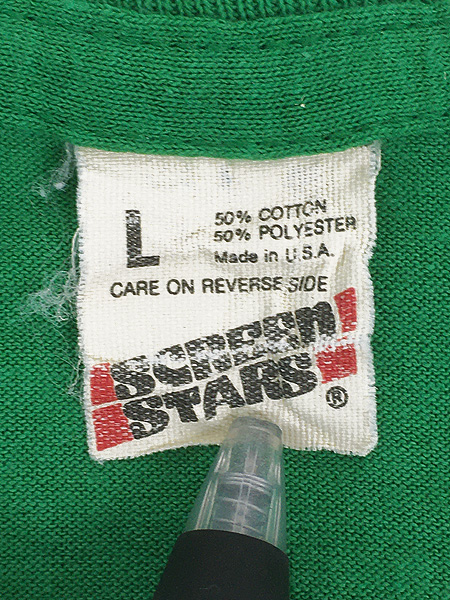 L
50% COTTON
50% POLYESTER
Made in U.S.A.
CARE ON REVERSE SIDE
SCREEN
STARS ®